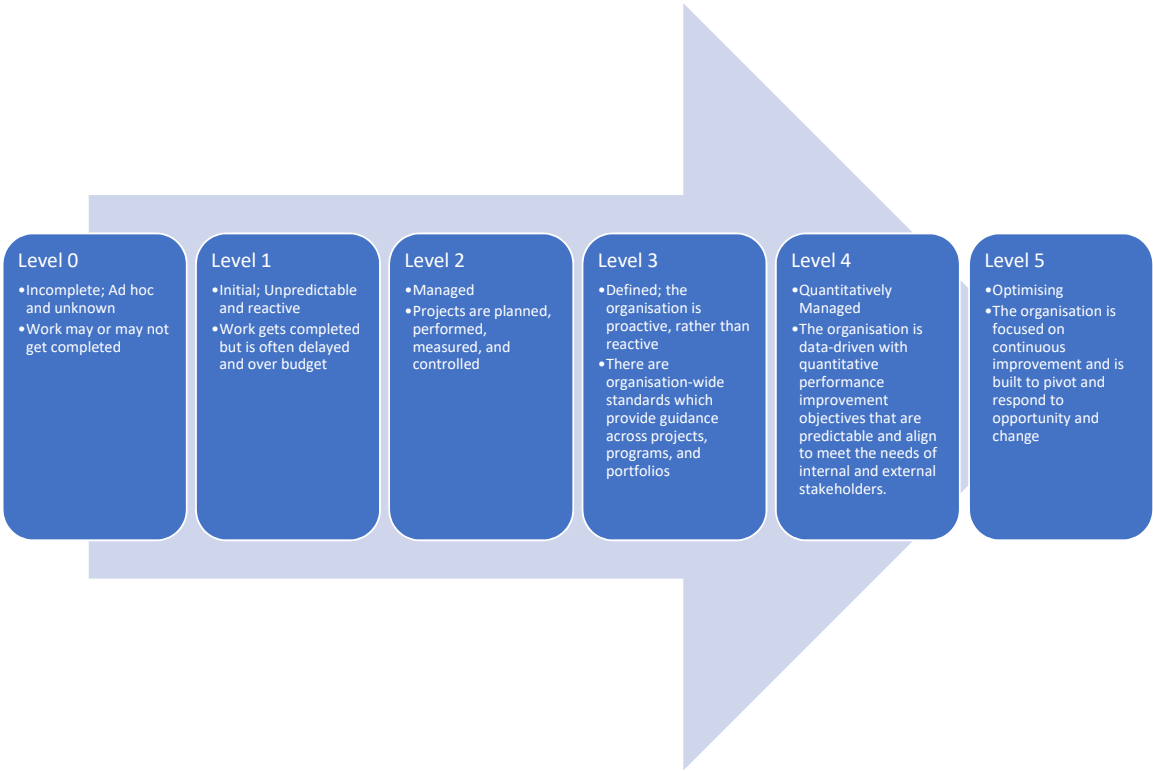 Level 0
•Incomplete; Ad hoc
and unknown
•Work may or may not
get completed
Level 1
•Initial; Unpredictable
and reactive
•Work gets completed
but is often delayed
and over budget
Level 2
•Managed
•Projects are planned,
performed,
measured, and
controlled
Level 3
•Defined; the
organisation is
proactive, rather than
reactive
•There are
organisation-wide
standards which
provide guidance
across projects,
programs, and
portfolios
Level 4
•Quantitatively
Managed
•The organisation is
data-driven with
quantitative
performance
improvement
objectives that are
predictable and align
to meet the needs of
internal and external
stakeholders.
Level 5
•Optimising
•The organisation is
focused on
continuous
improvement and is
built to pivot and
respond to
opportunity and
change